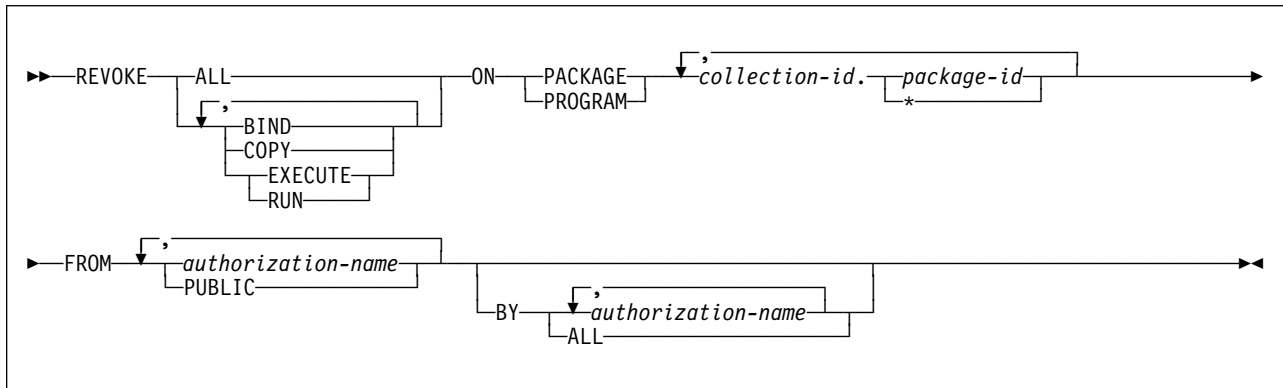 ,
REVOKE ALL ON PACKAGE collection-id. package-id
, PROGRAM *
BIND
COPY
EXECUTE
RUN
, ,
FROM authorization-name
PUBLIC BY authorization-name
ALL